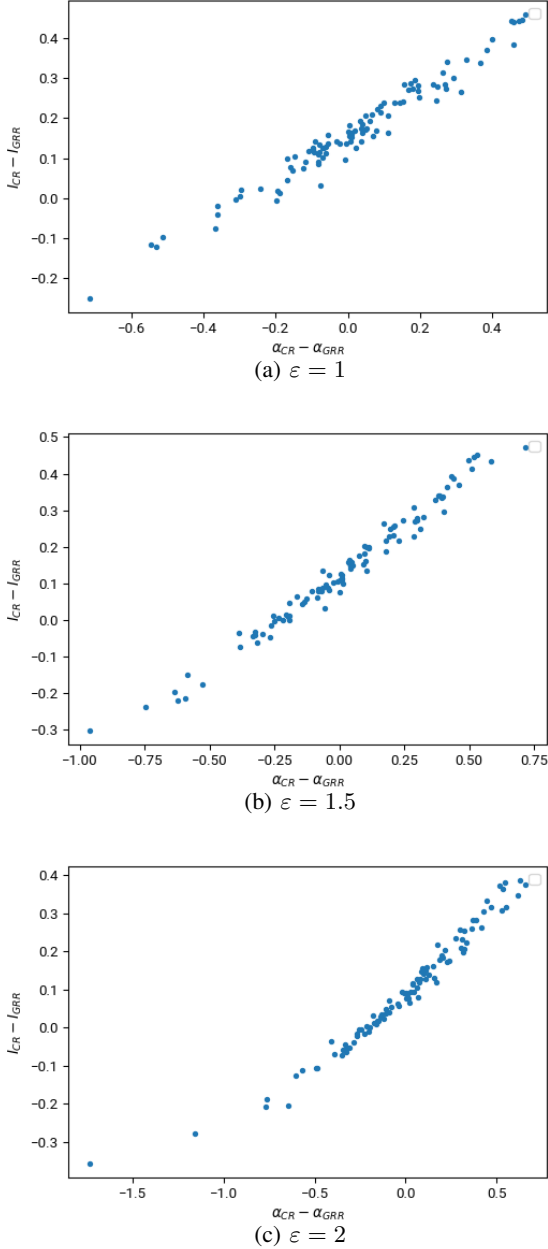 0.4
0.3
0.2
0.1
0.0
−0.1
−0.2
I_CR − I_GRR
−0.6 −0.4 −0.2 0.0 0.2 0.4
α_CR − α_GRR
(a) ε = 1
0.5
0.4
0.3
0.2
0.1
0.0
−0.1
−0.2
−0.3
I_CR − I_GRR
−1.00 −0.75 −0.50 −0.25 0.00 0.25 0.50 0.75
α_CR − α_GRR
(b) ε = 1.5
0.4
0.3
0.2
0.1
0.0
−0.1
−0.2
−0.3
I_CR − I_GRR
−1.5 −1.0 −0.5 0.0 0.5
α_CR − α_GRR
(c) ε = 2